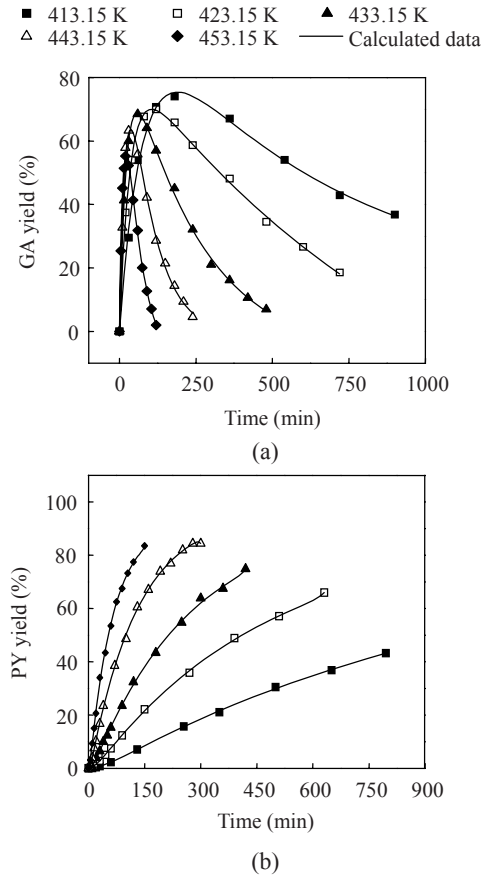 ■ 413.15 K □ 423.15 K ▲ 433.15 K
△ 443.15 K ◆ 453.15 K — Calculated data
80
60
40
20
0
GA yield (%)
0 250 500 750 1000
Time (min)
(a)
100
80
60
40
20
0
PY yield (%)
0 150 300 450 600 750 900
Time (min)
(b)